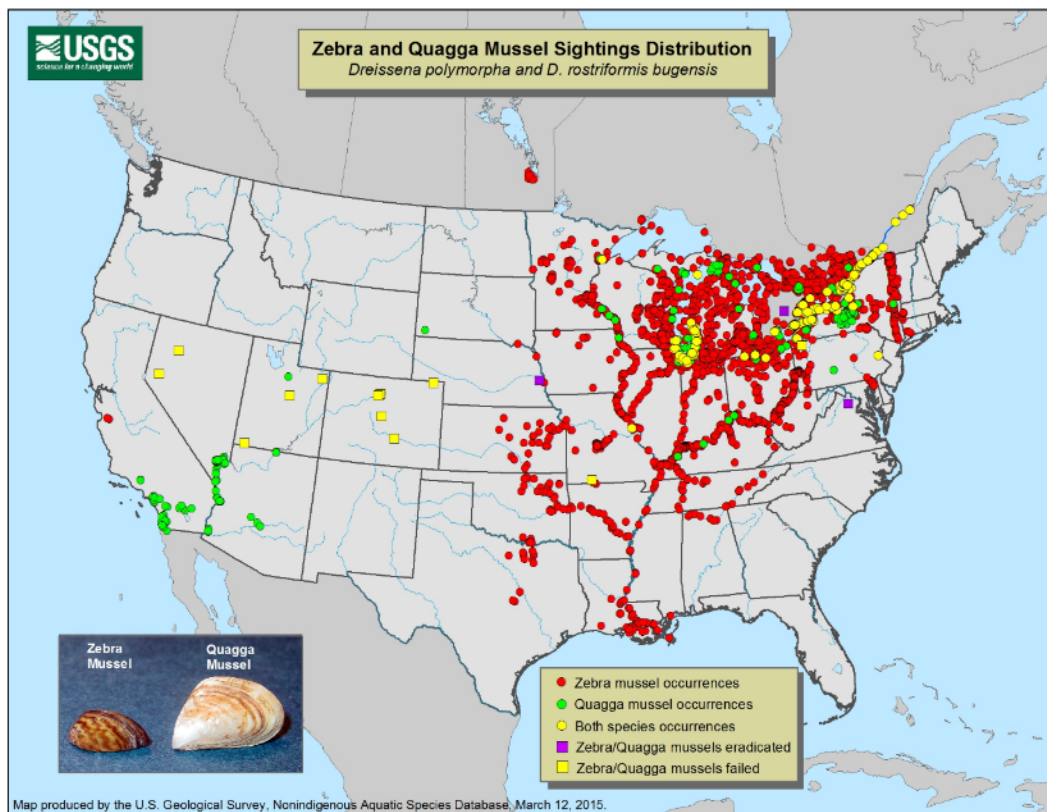 USGS
science for a changing world
Zebra and Quagga Mussel Sightings Distribution
Dreissena polymorpha and D. rostriformis bugensis
Zebra
Mussel
Quagga
Mussel
Zebra mussel occurrences
Quagga mussel occurrences
Both species occurrences
Zebra/Quagga mussels eradicated
Zebra/Quagga mussels failed
Map produced by the U.S. Geological Survey, Nonindigenous Aquatic Species Database, March 12, 2015.